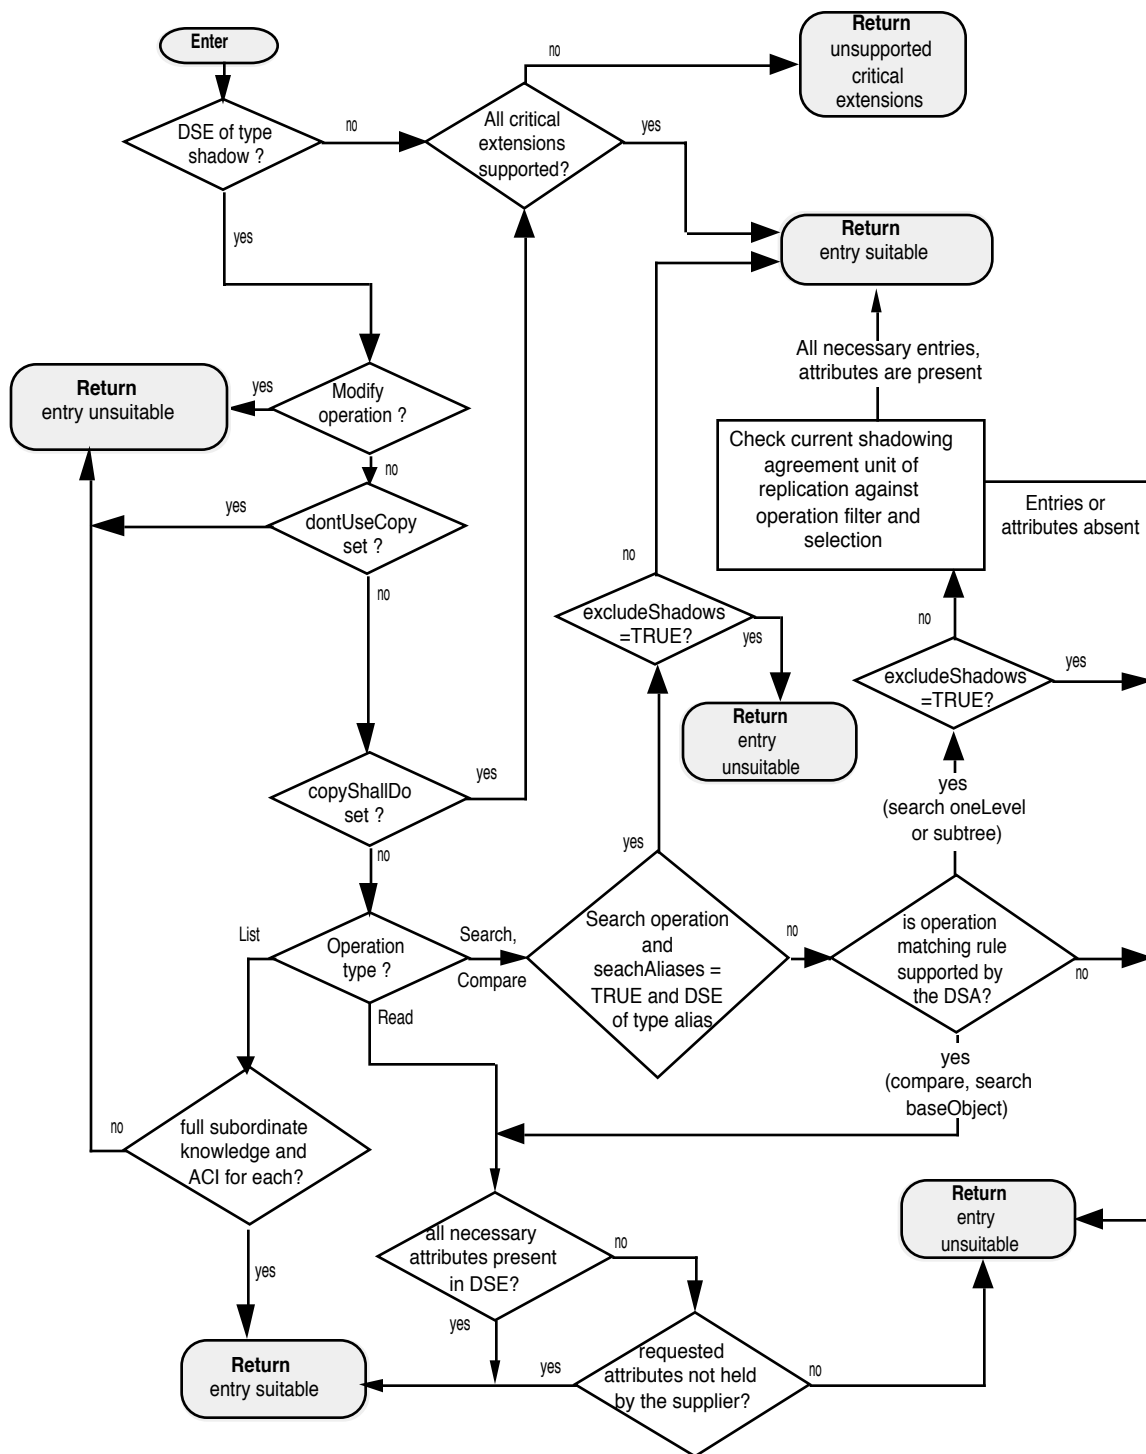 Enter
Return
unsupported
critical
extensions
no
DSE of type
shadow ?
no
All critical
extensions
supported?
yes
yes
Return
entry suitable
All necessary entries,
attributes are present
Return
entry unsuitable
yes
Modify
operation ?
no
Check current shadowing
agreement unit of
replication against
operation filter and
selection
Entries or
attributes absent
yes
dontUseCopy
set ?
no
no
excludeShadows
=TRUE?
yes
no
excludeShadows
=TRUE?
yes
Return
entry
unsuitable
copyShallDo
set ?
yes
no
yes
(search oneLevel
or subtree)
yes
List
Operation
type ?
Search,
Compare
Read
Search operation
and
seachAliases =
TRUE and DSE
of type alias
no
is operation
matching rule
supported by
the DSA?
no
yes
(compare, search
baseObject)
no
full subordinate
knowledge and
ACI for each?
yes
all necessary
attributes present
in DSE?
no
yes
Return
entry
unsuitable
Return
entry suitable
yes
requested
attributes not held
by the supplier?
no